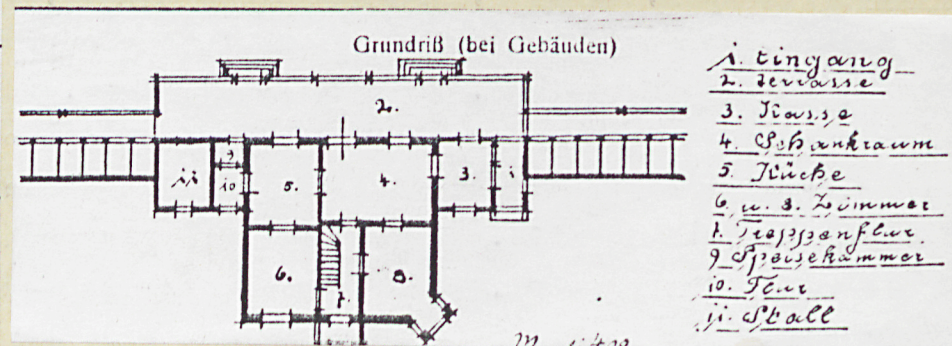 Grundriß (bei Gebäuden)
1. Eingang
2. Terrasse
3. Kasse
4. Schankraum
5. Küche
6. u. 8. Zimmer
7. Treppenflur
9 Speisekammer
10. Flur
11. Stall
2.
9
11
10
5.
4.
3.
1
6.
7.
8.